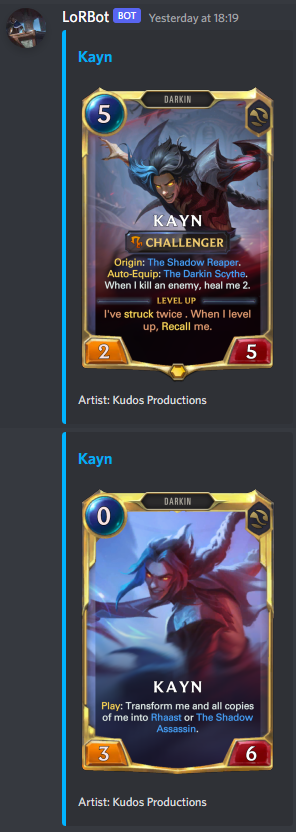 LoRBot BOT Yesterday at 18:19
Kayn
DARKIN
5
KAYN
CHALLENGER
Origin: The Shadow Reaper.
Auto-Equip: The Darkin Scythe.
When I kill an enemy, heal me 2.
LEVEL UP
I've struck twice . When I level
up, Recall me.
2 5
Artist: Kudos Productions
Kayn
DARKIN
0
KAYN
Play: Transform me and all copies
of me into Rhaast or The Shadow
Assassin.
3 6
Artist: Kudos Productions